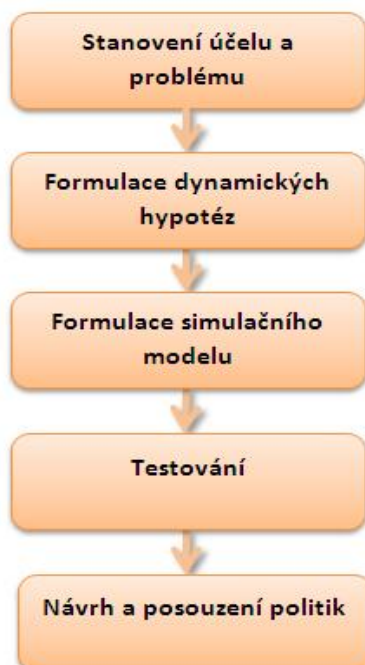 Stanovení účelu a
problému
Formulace dynamických
hypotéz
Formulace simulačního
modelu
Testování
Návrh a posouzení politik